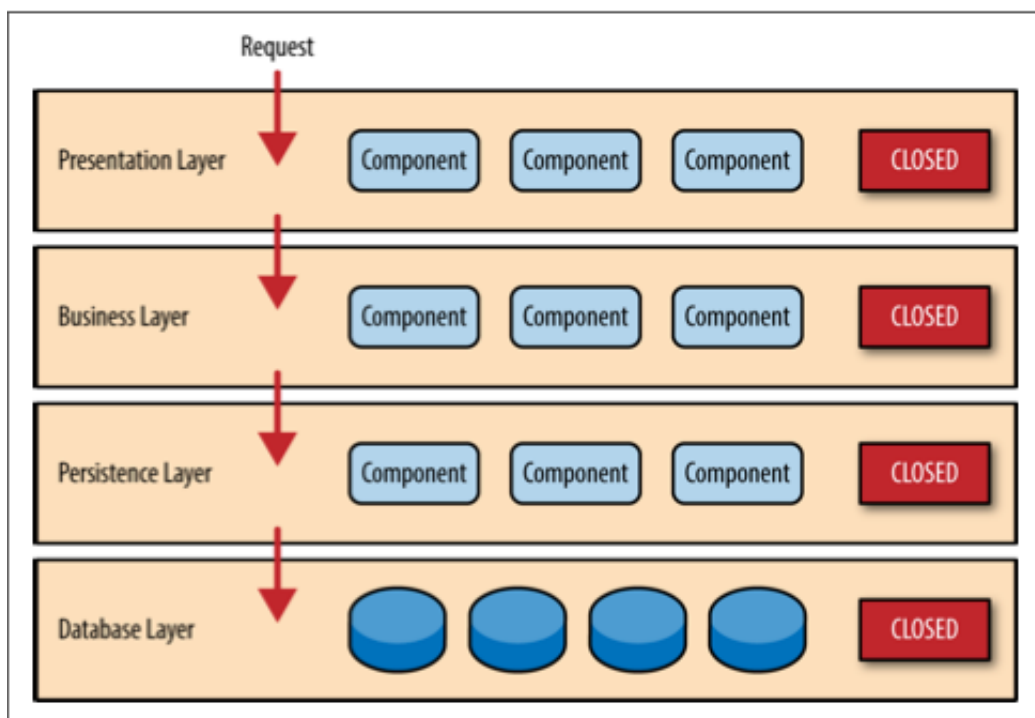 Request
Presentation Layer Component Component Component CLOSED
Business Layer Component Component Component CLOSED
Persistence Layer Component Component Component CLOSED
Database Layer CLOSED